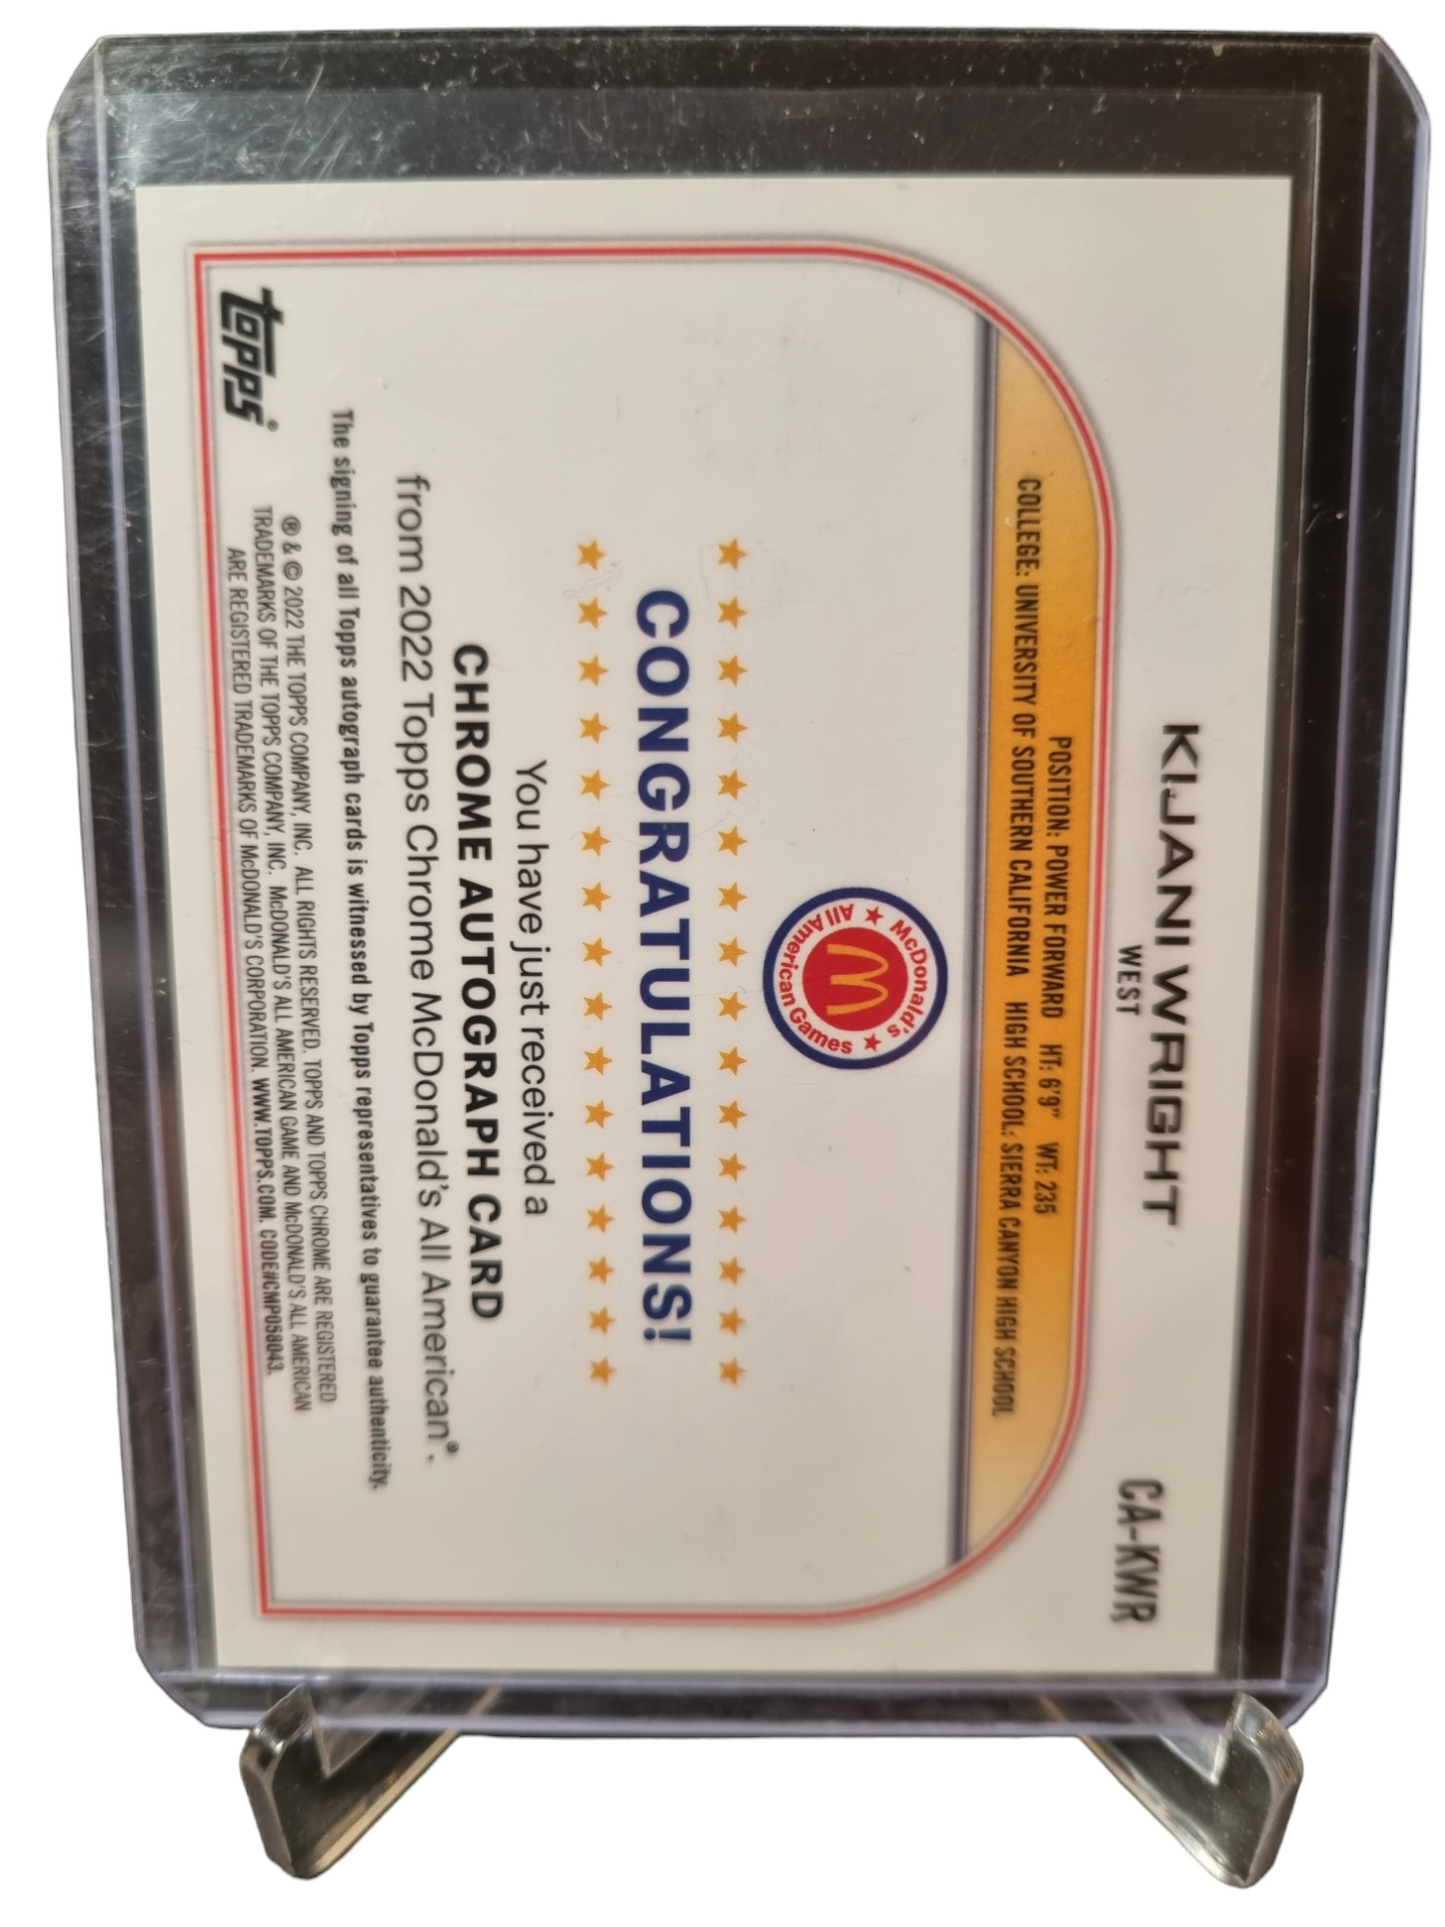 CA-KWR
KIJANI WRIGHT
WEST
POSITION: POWER FORWARD HT: 6'9" WT: 235
COLLEGE: UNIVERSITY OF SOUTHERN CALIFORNIA HIGH SCHOOL: SIERRA CANYON HIGH SCHOOL
★ McDonald's ★ All American Games
CONGRATULATIONS!
You have just received a
CHROME AUTOGRAPH CARD
from 2022 Topps Chrome McDonald's All American®.
The signing of all Topps autograph cards is witnessed by Topps representatives to guarantee authenticity.
topps®
® & © 2022 THE TOPPS COMPANY, INC. ALL RIGHTS RESERVED. TOPPS AND TOPPS CHROME ARE REGISTERED
TRADEMARKS OF THE TOPPS COMPANY, INC. McDONALD'S ALL AMERICAN GAME AND McDONALD'S ALL AMERICAN
ARE REGISTERED TRADEMARKS OF McDONALD'S CORPORATION. WWW.TOPPS.COM. CODE#CMP058043.